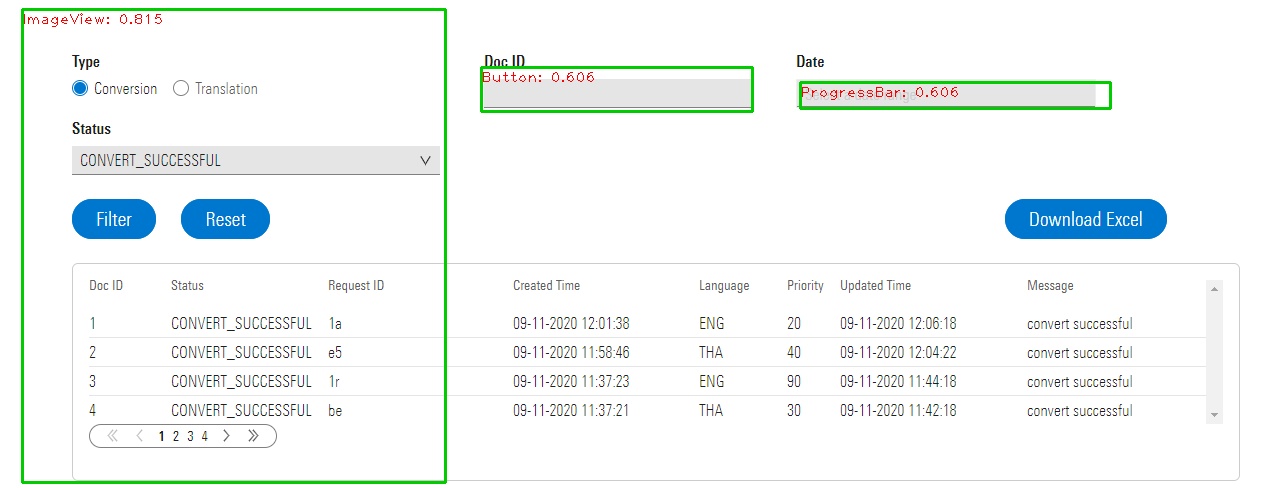 ImageView: 0.815
Type
Doc ID
Date
Button: 0.606
Conversion
Translation
ProgressBar: 0.606
Status
CONVERT_SUCCESSFUL
Filter
Reset
Download Excel
Doc ID Status Request ID Created Time Language Priority Updated Time Message
1 CONVERT_SUCCESSFUL 1a 09-11-2020 12:01:38 ENG 20 09-11-2020 12:06:18 convert successful
2 CONVERT_SUCCESSFUL e5 09-11-2020 11:58:46 THA 40 09-11-2020 12:04:22 convert successful
3 CONVERT_SUCCESSFUL 1r 09-11-2020 11:37:23 ENG 90 09-11-2020 11:44:18 convert successful
4 CONVERT_SUCCESSFUL be 09-11-2020 11:37:21 THA 30 09-11-2020 11:42:18 convert successful
1 2 3 4